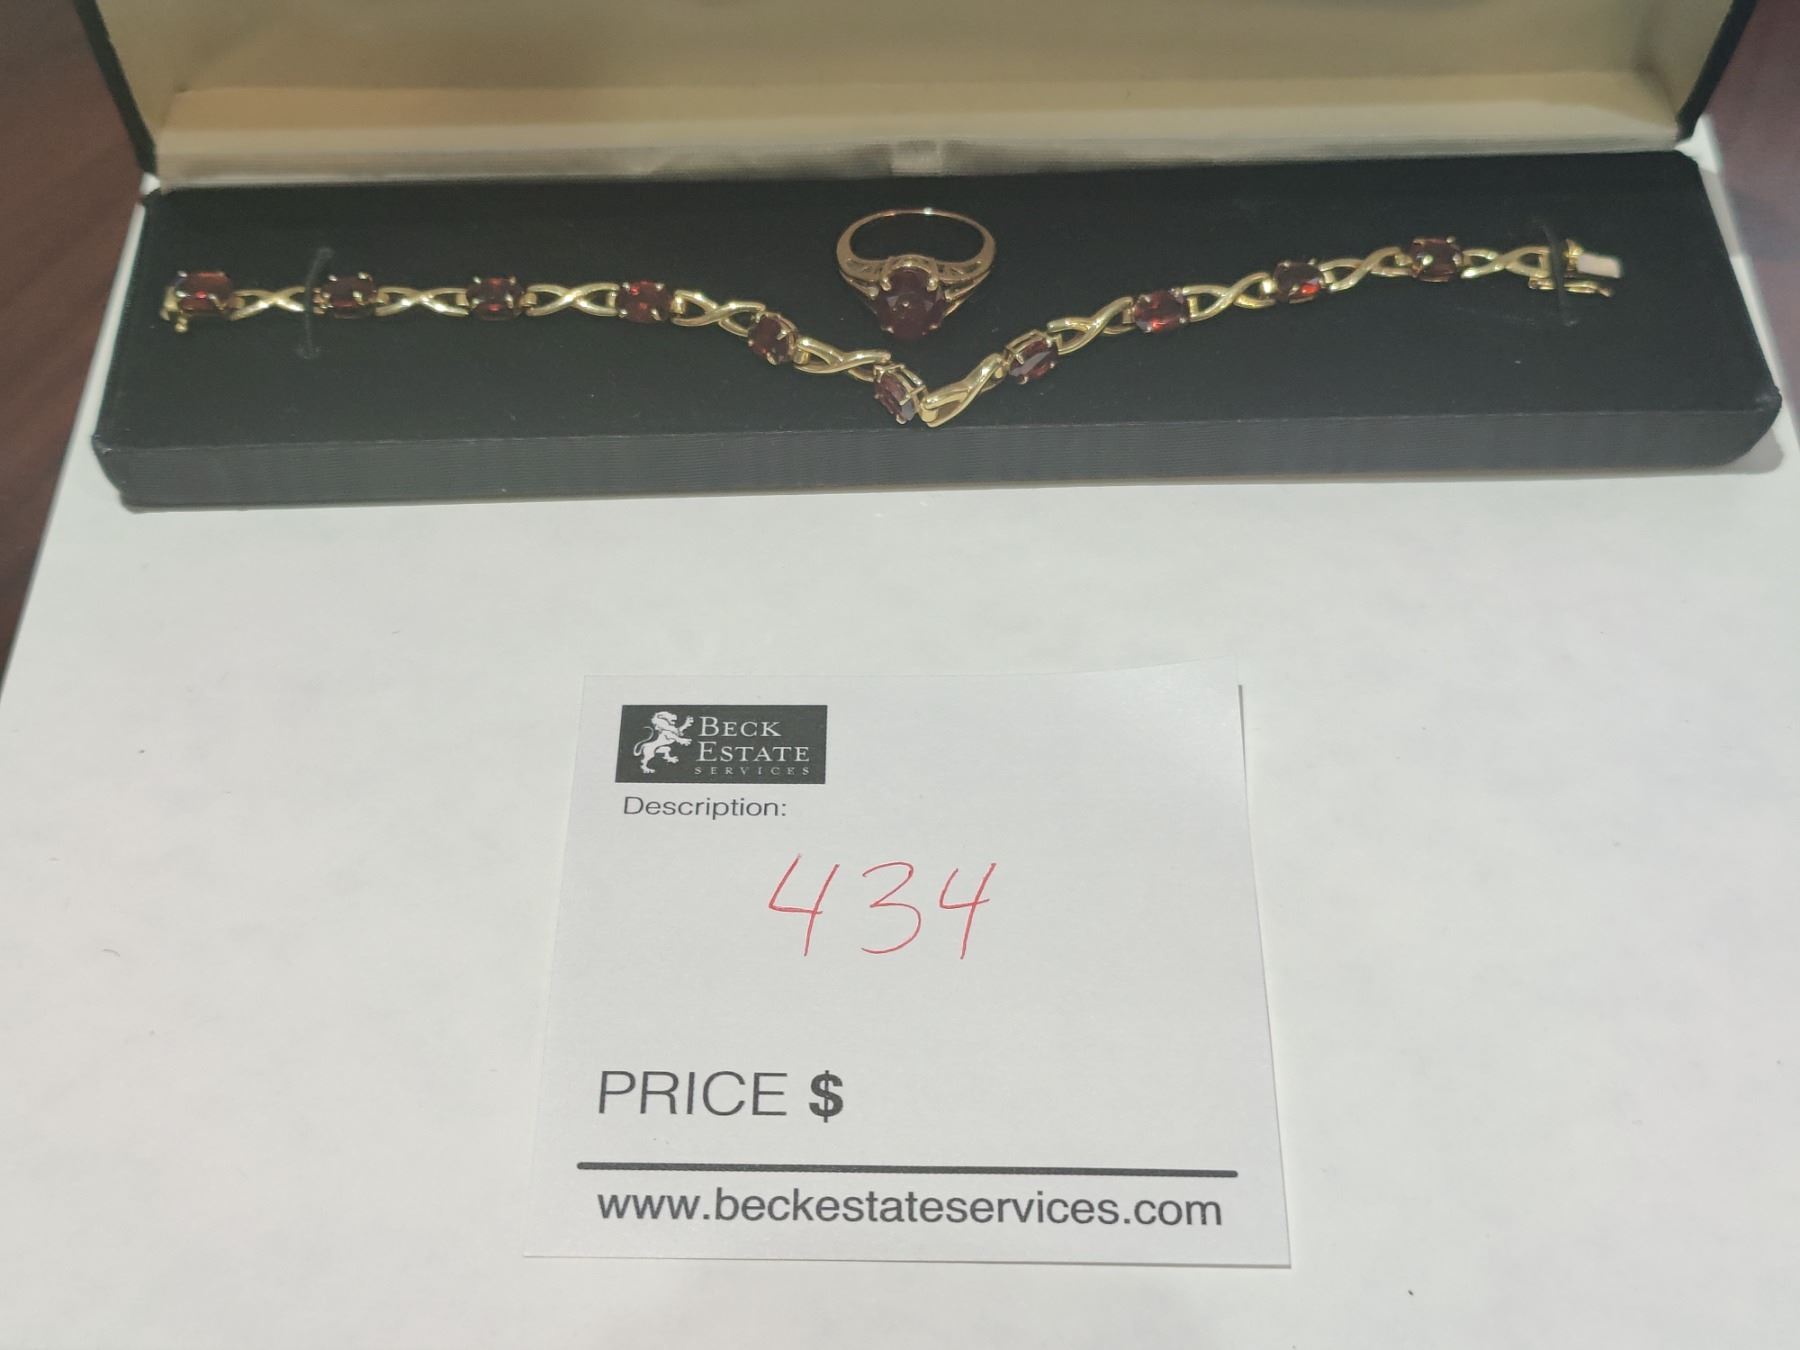 BECK
ESTATE
SERVICES
Description:
434
PRICE $
www.beckestateservices.com